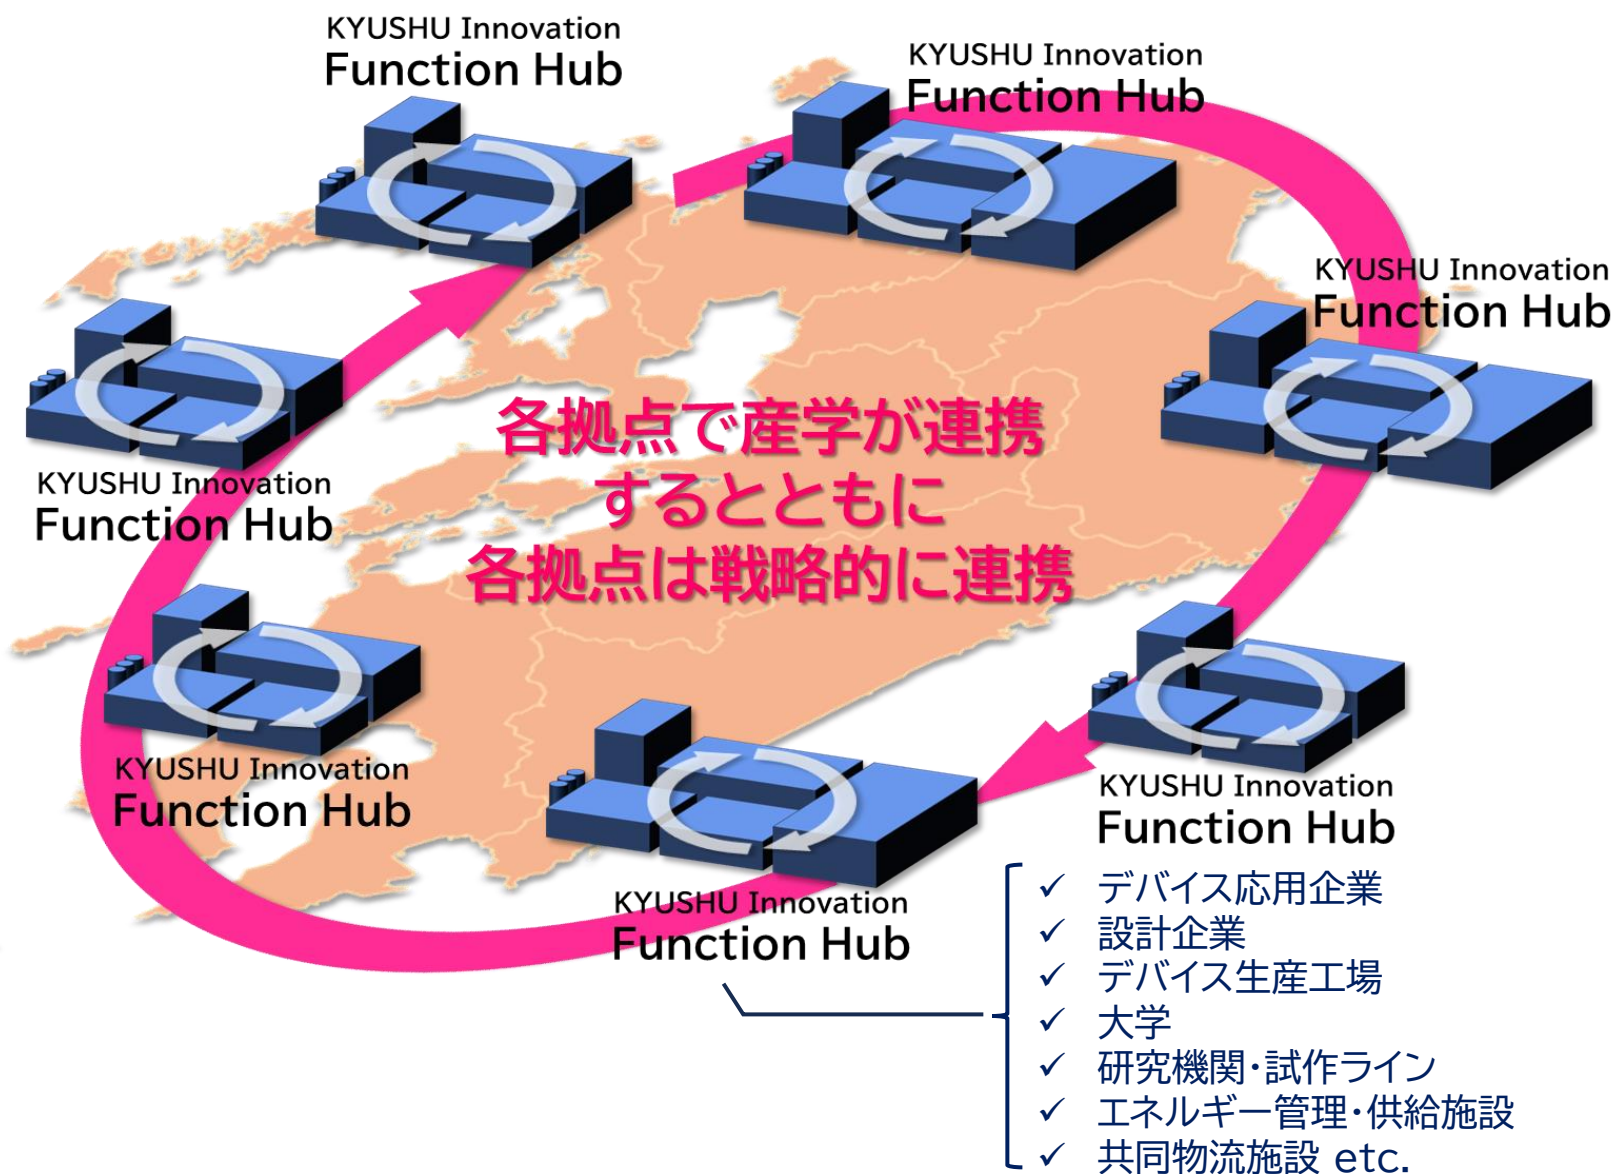 KYUSHU Innovation
Function Hub
KYUSHU Innovation
Function Hub
KYUSHU Innovation
Function Hub
各拠点で産学が連携
するとともに
各拠点は戦略的に連携
KYUSHU Innovation
Function Hub
KYUSHU Innovation
Function Hub
KYUSHU Innovation
Function Hub
KYUSHU Innovation
Function Hub
✓ デバイス応用企業
✓ 設計企業
✓ デバイス生産工場
✓ 大学
✓ 研究機関・試作ライン
✓ エネルギー管理・供給施設
✓ 共同物流施設 etc.